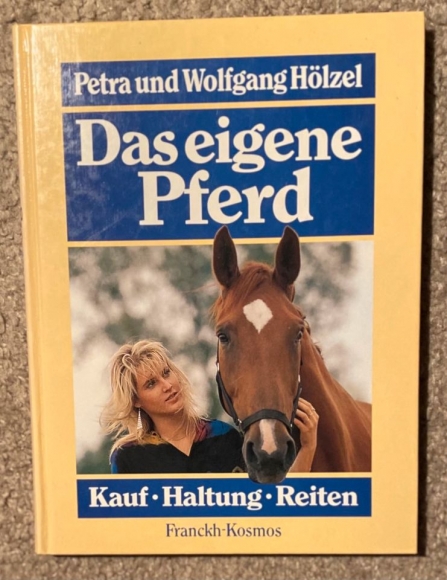 Petra und Wolfgang Hölzel
Das eigene
Pferd
Kauf · Haltung · Reiten
Franckh-Kosmos